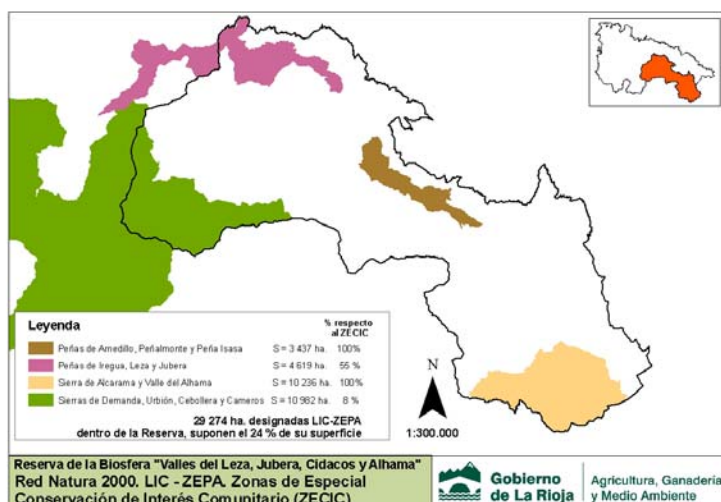 Leyenda
% respecto
al ZECIC
Peñas de Arnedillo, Peñalmonte y Peña Isasa S = 3 437 ha. 100%
Peñas de Iregua, Leza y Jubera S = 4 619 ha. 55 %
Sierra de Alcarama y Valle del Alhama S = 10 236 ha. 100%
Sierras de Demanda, Urbión, Cebollera y Cameros S = 10 982 ha. 8 %
29 274 ha. designadas LIC-ZEPA
dentro de la Reserva, suponen el 24 % de su superficie
N
1:300.000
Reserva de la Biosfera "Valles del Leza, Jubera, Cidacos y Alhama"
Red Natura 2000. LIC - ZEPA. Zonas de Especial
Conservación de Interés Comunitario (ZECIC)
Gobierno
de La Rioja
Agricultura, Ganadería
y Medio Ambiente